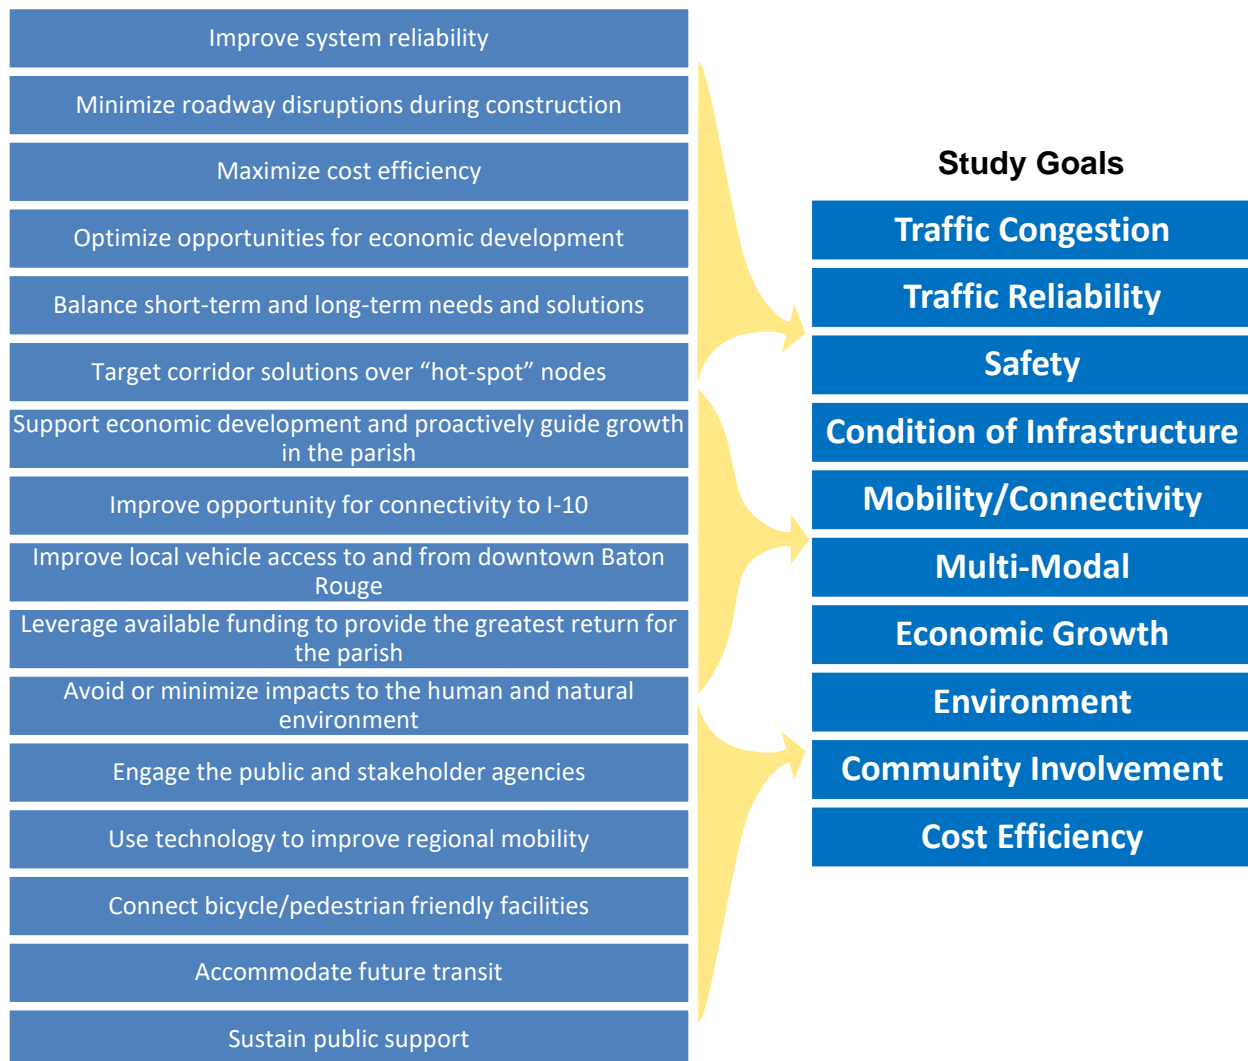 Improve system reliability
Minimize roadway disruptions during construction
Maximize cost efficiency
Optimize opportunities for economic development
Balance short-term and long-term needs and solutions
Target corridor solutions over “hot-spot” nodes
Support economic development and proactively guide growth
in the parish
Improve opportunity for connectivity to I-10
Improve local vehicle access to and from downtown Baton
Rouge
Leverage available funding to provide the greatest return for
the parish
Avoid or minimize impacts to the human and natural
environment
Engage the public and stakeholder agencies
Use technology to improve regional mobility
Connect bicycle/pedestrian friendly facilities
Accommodate future transit
Sustain public support
Study Goals
Traffic Congestion
Traffic Reliability
Safety
Condition of Infrastructure
Mobility/Connectivity
Multi-Modal
Economic Growth
Environment
Community Involvement
Cost Efficiency